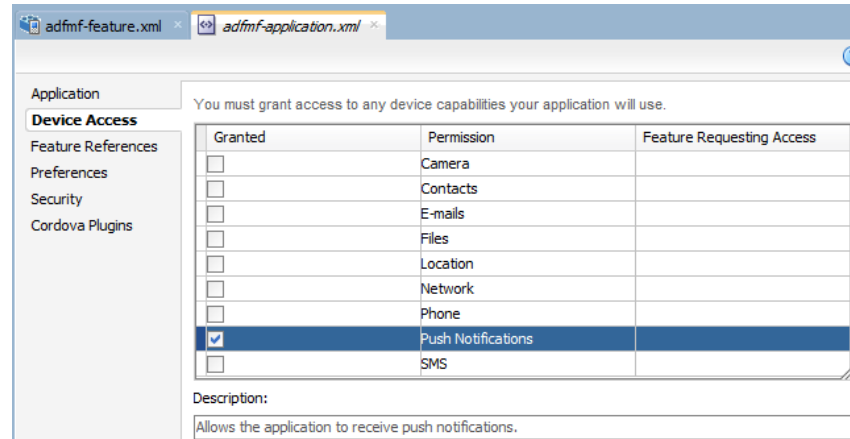 adfmf-feature.xml adfmf-application.xml
Application
Device Access
Feature References
Preferences
Security
Cordova Plugins
You must grant access to any device capabilities your application will use.
Granted Permission Feature Requesting Access
Camera
Contacts
E-mails
Files
Location
Network
Phone
Push Notifications
SMS
Description:
Allows the application to receive push notifications.